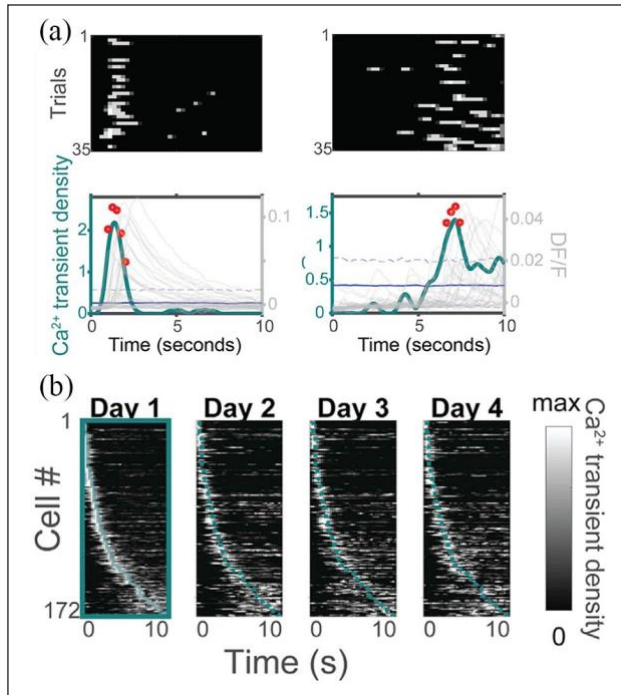 (a)
1
Trials
35
Ca²⁺ transient density
2
1
0
0.1
0
0 5 10
Time (seconds)
1
35
1.5
1
0.5
0
0.04
0.02
0
DF/F
0 5 10
Time (seconds)
(b)
Day 1 Day 2 Day 3 Day 4
1
Cell #
172
0 10 0 10 0 10 0 10
Time (s)
max
Ca²⁺ transient density
0